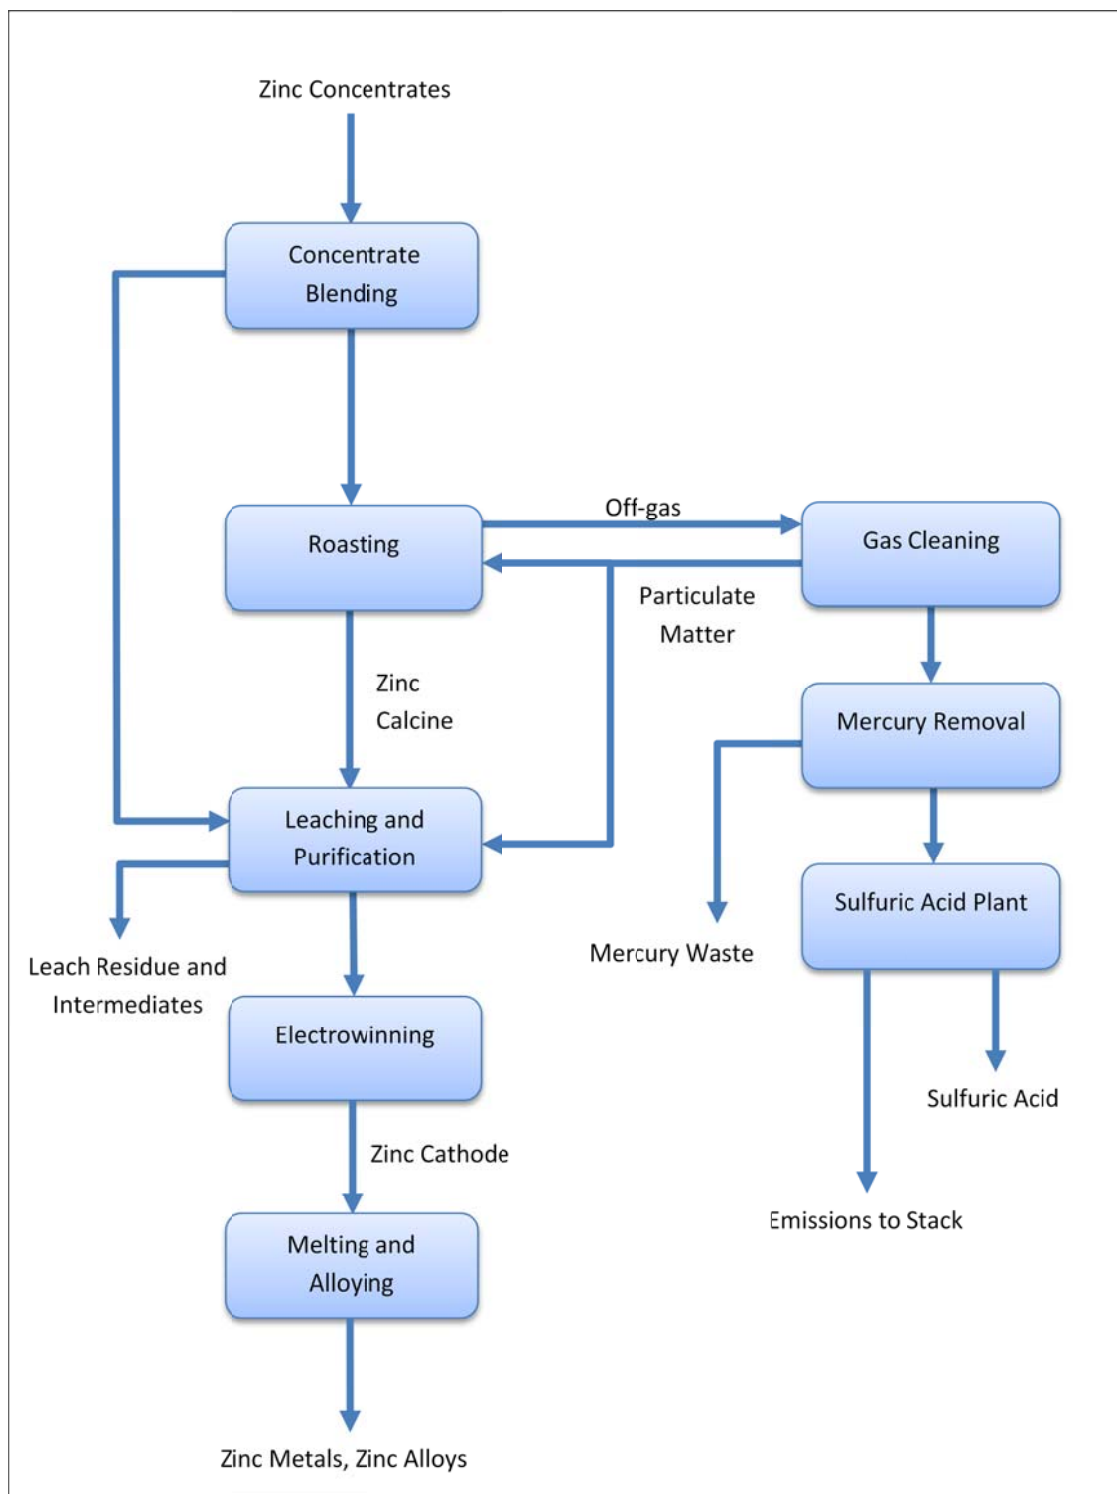 Zinc Concentrates
Concentrate
Blending
Off-gas
Roasting
Gas Cleaning
Particulate
Matter
Zinc
Calcine
Mercury Removal
Leaching and
Purification
Sulfuric Acid Plant
Mercury Waste
Leach Residue and
Intermediates
Electrowinning
Sulfuric Acid
Zinc Cathode
Emissions to Stack
Melting and
Alloying
Zinc Metals, Zinc Alloys